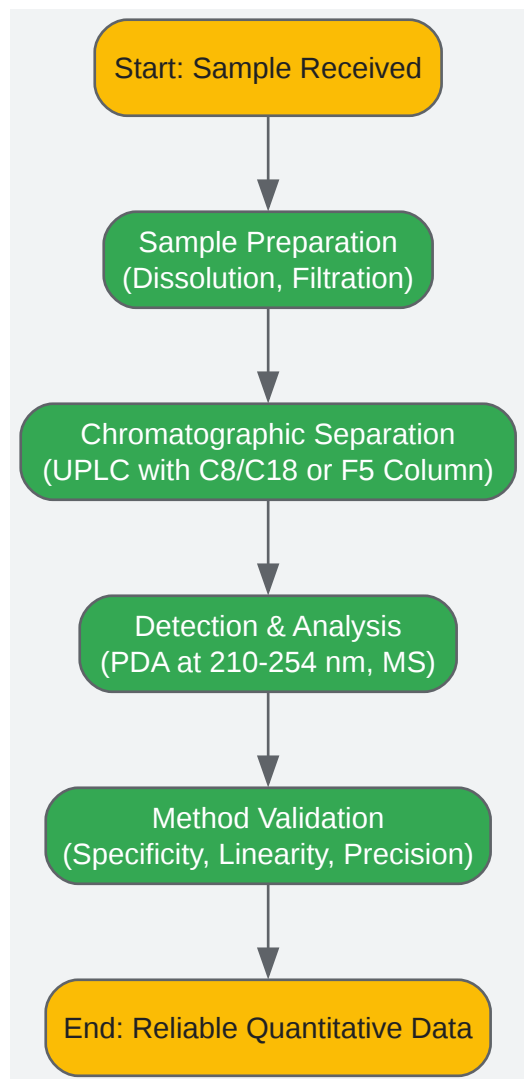 Start: Sample Received
Sample Preparation
(Dissolution, Filtration)
Chromatographic Separation
(UPLC with C8/C18 or F5 Column)
Detection & Analysis
(PDA at 210-254 nm, MS)
Method Validation
(Specificity, Linearity, Precision)
End: Reliable Quantitative Data